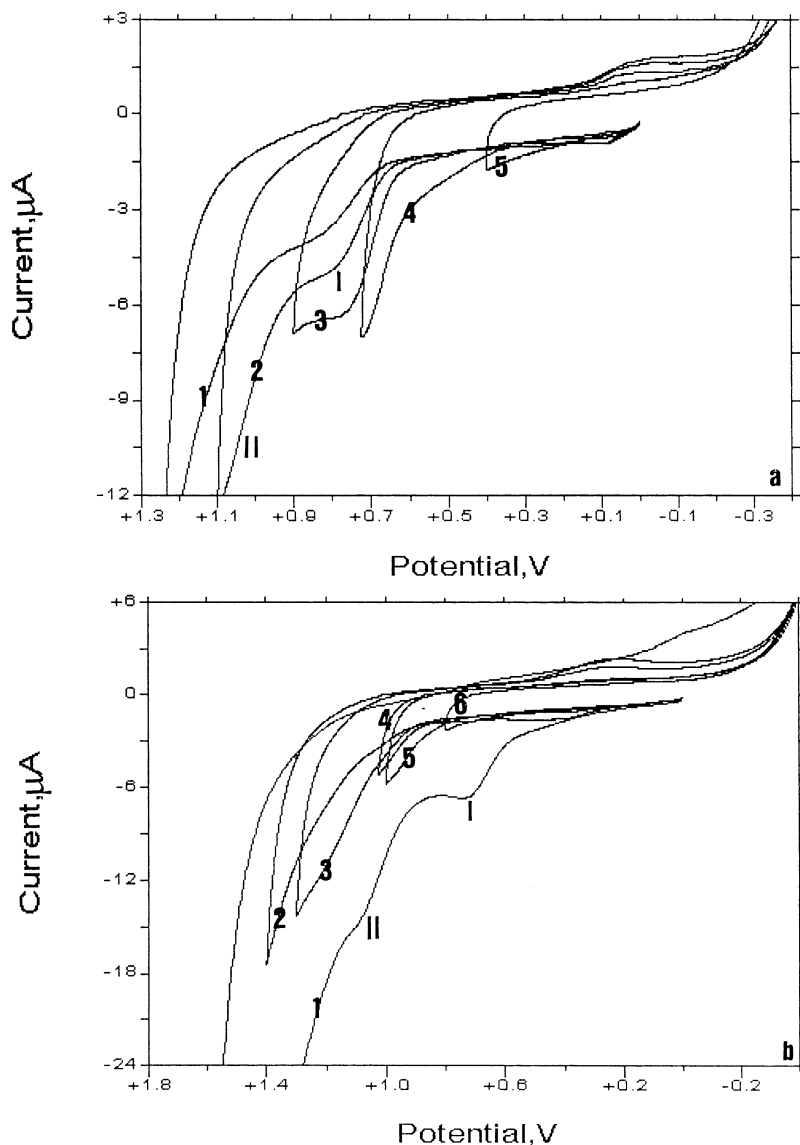 +3
0
-3
-6
-9
-12
Current,µA
1
2
3
4
5
I
II
a
+1.3 +1.1 +0.9 +0.7 +0.5 +0.3 +0.1 -0.1 -0.3
Potential,V
+6
0
-6
-12
-18
-24
Current,µA
6
4
5
I
3
2
II
1
b
+1.8 +1.4 +1.0 +0.6 +0.2 -0.2
Potential,V